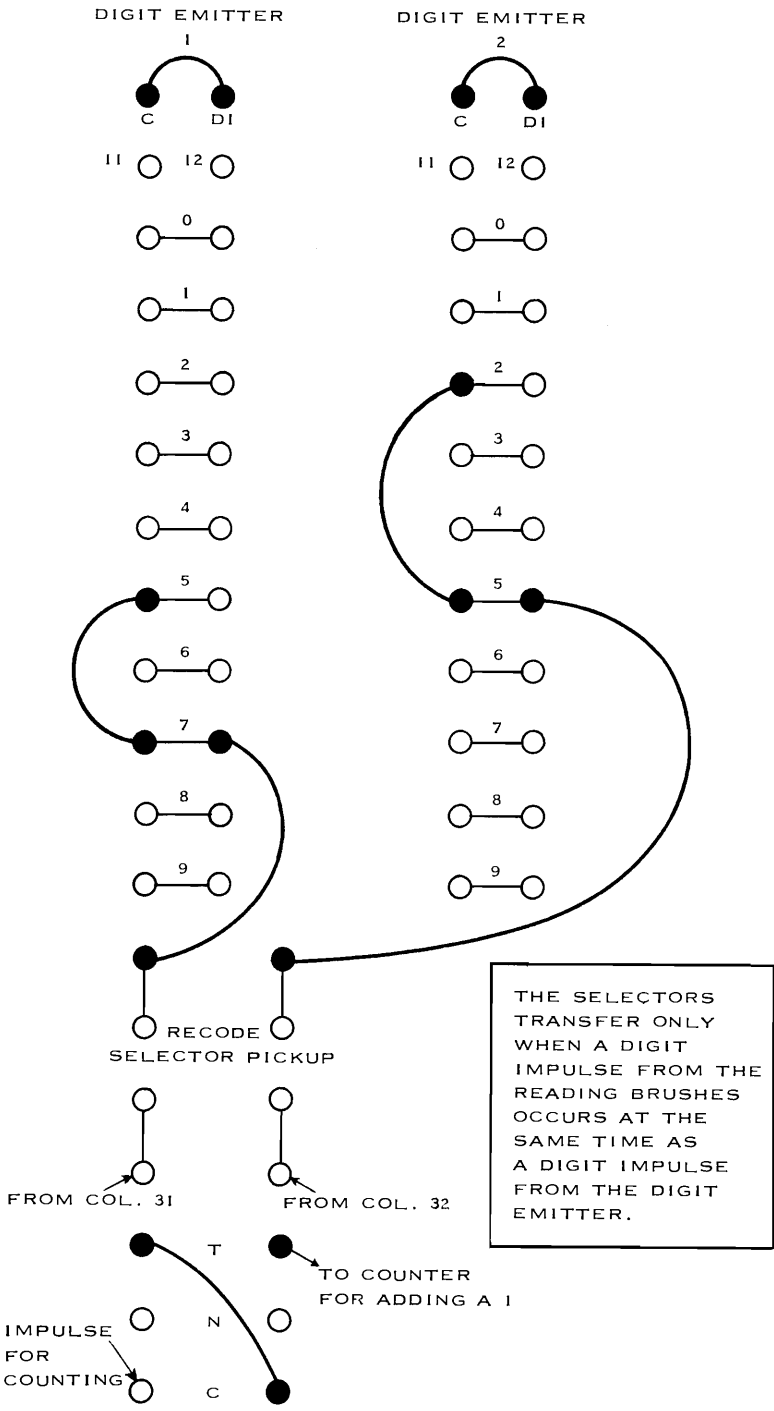 DIGIT EMITTER
1
C DI
11 12
0
1
2
3
4
5
6
7
8
9
DIGIT EMITTER
2
C DI
11 12
0
1
2
3
4
5
6
7
8
9
RECODE
SELECTOR PICKUP
FROM COL. 31
FROM COL. 32
T
N
C
TO COUNTER
FOR ADDING A 1
IMPULSE
FOR
COUNTING
THE SELECTORS
TRANSFER ONLY
WHEN A DIGIT
IMPULSE FROM THE
READING BRUSHES
OCCURS AT THE
SAME TIME AS
A DIGIT IMPULSE
FROM THE DIGIT
EMITTER.